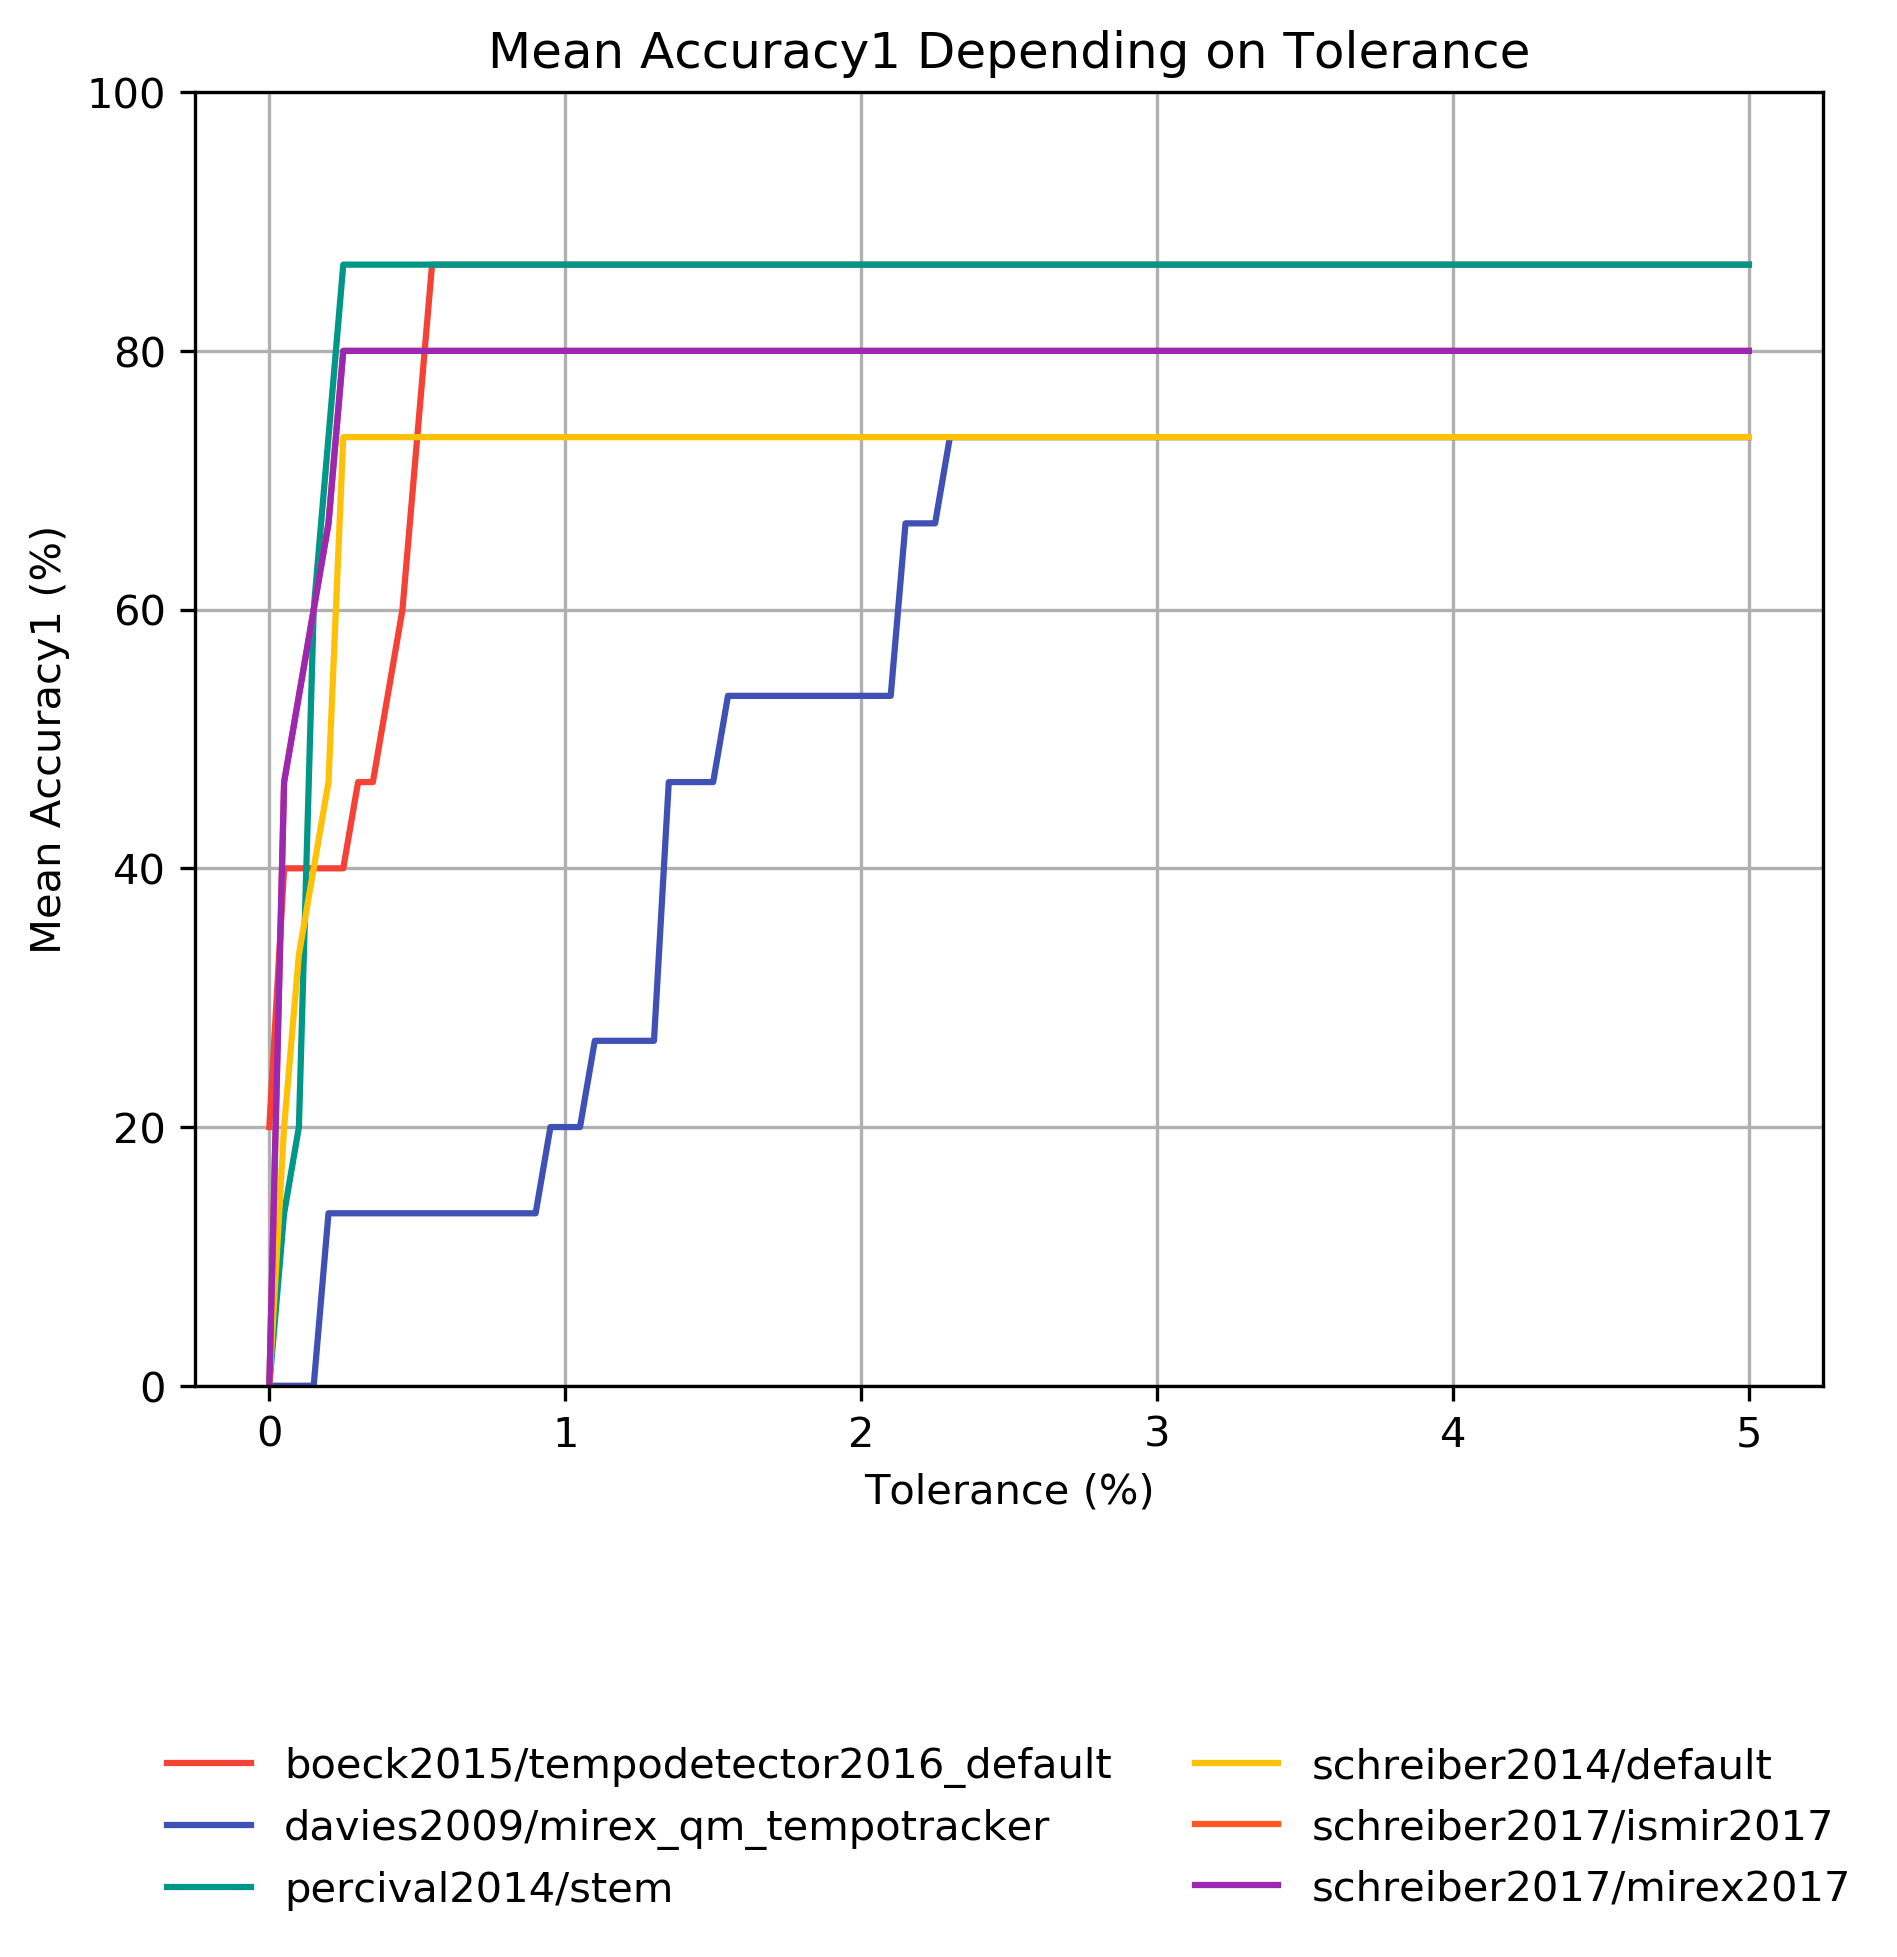 Mean Accuracy1 Depending on Tolerance
100
80
60
40
20
0
Mean Accuracy1 (%)
0 1 2 3 4 5
Tolerance (%)
boeck2015/tempodetector2016_default
davies2009/mirex_qm_tempotracker
percival2014/stem
schreiber2014/default
schreiber2017/ismir2017
schreiber2017/mirex2017